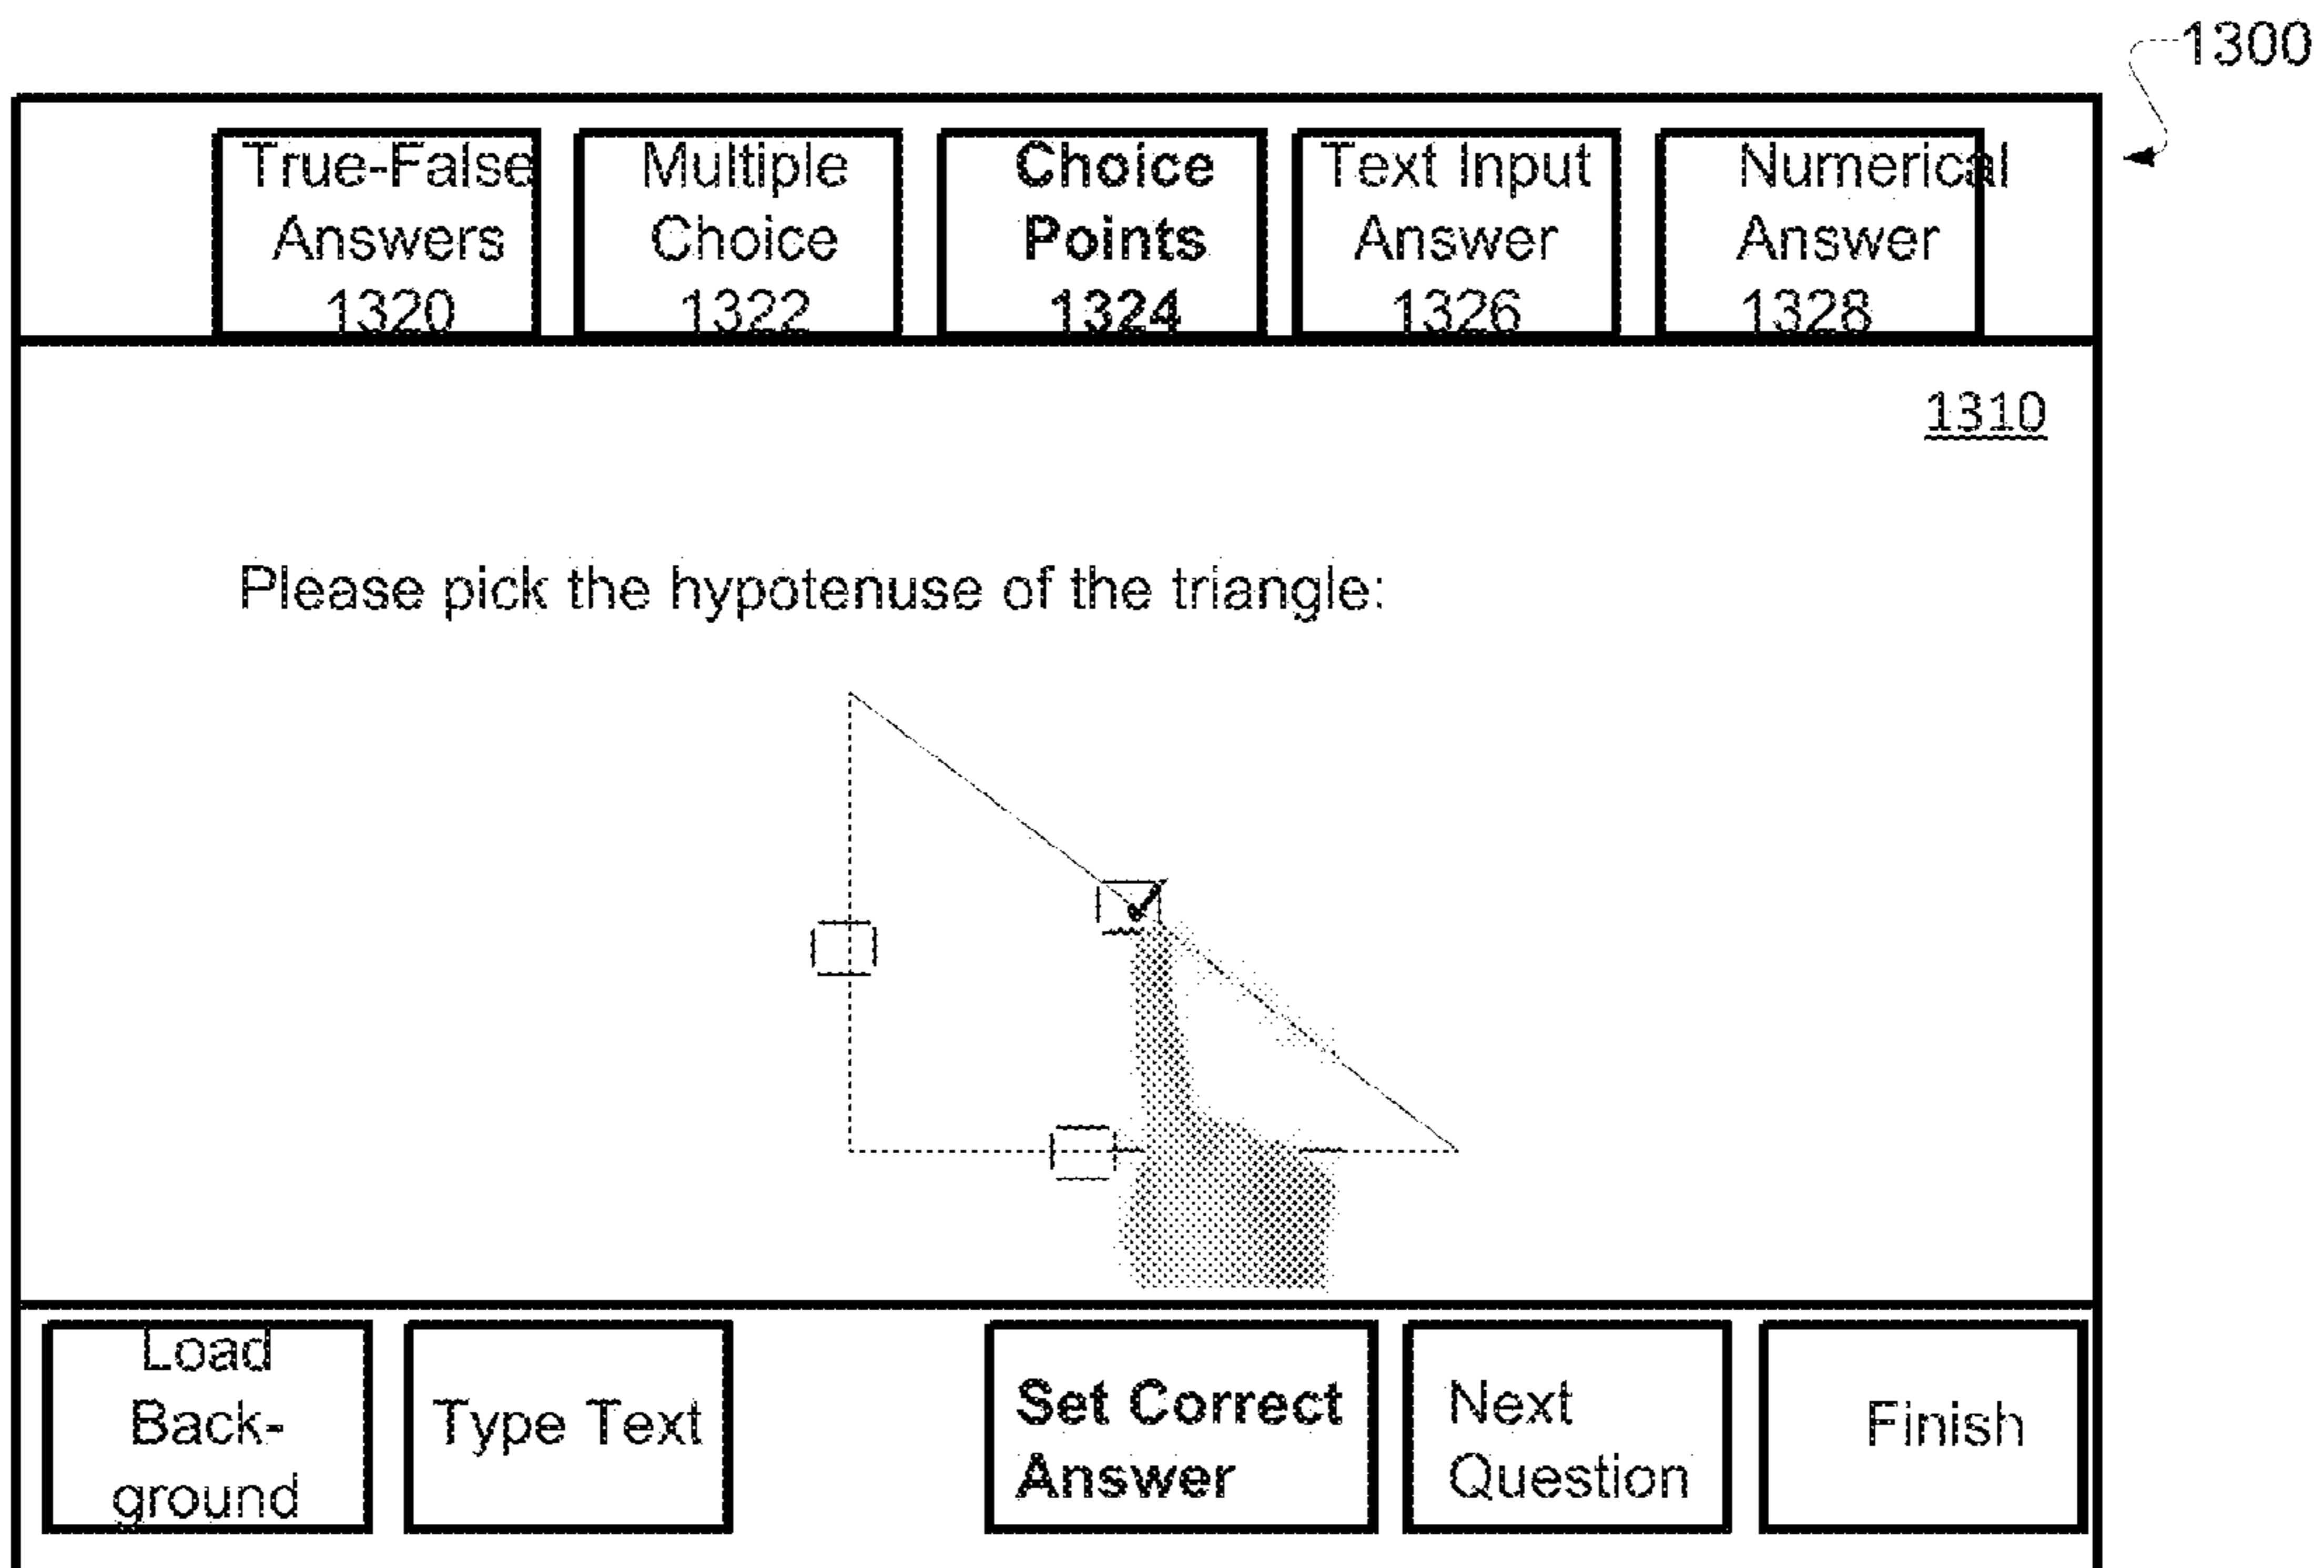 1300
True-False
Answers
1320
Multiple
Choice
1322
Choice
Points
1324
Text Input
Answer
1326
Numerical
Answer
1328
1310
Please pick the hypotenuse of the triangle:
Load
Back-
ground
Type Text
Set Correct
Answer
Next
Question
Finish